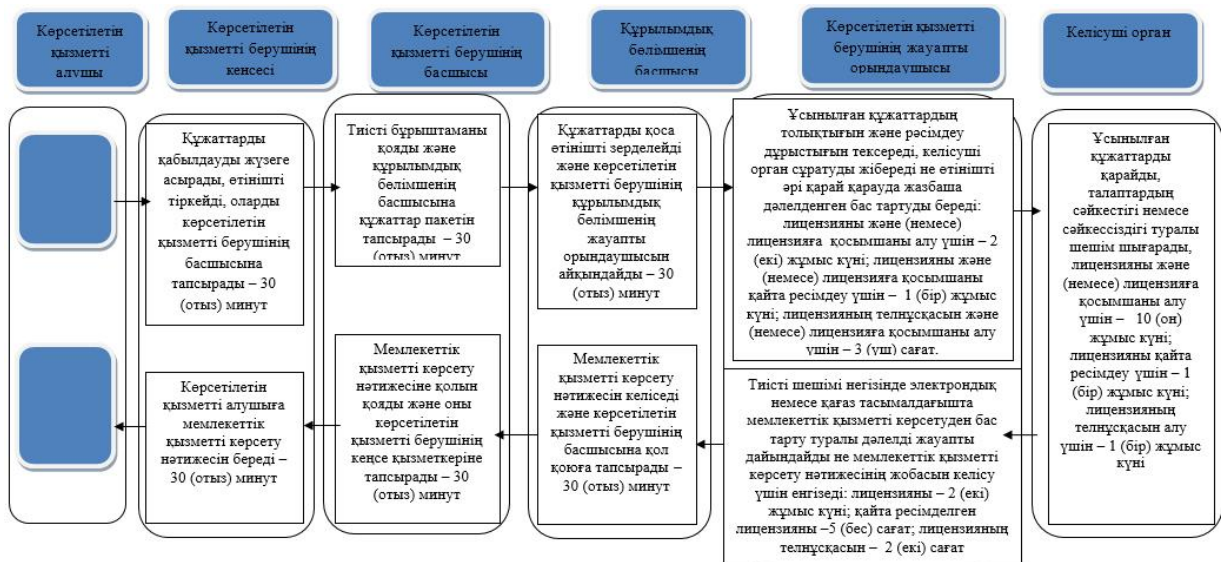 Көрсетілетін
қызметті
алушы
Көрсетілетін
қызметті берушінің
кенсесі
Көрсетілетін
қызметті берушінің
басшысы
Құрылымдық
бөлімшенің
басшысы
Көрсетілетін қызметті
берушінің жауапты
орындаушысы
Келісуші орган
Құжаттарды
қабылдауды жүзеге
асырады, өтінішті
тіркейді, оларды
көрсетілетін
қызметті берушінің
басшысына
тапсырады – 30
(отыз) минут
Тиісті бұрыштаманы
қояды және
құрылымдық
бөлімшенің
басшысына
құжаттар пакетін
тапсырады – 30
(отыз) минут
Құжаттарды қоса
өтінішті зерделейді
және көрсетілетін
қызметті берушінің
құрылымдық
бөлімшенің
жауапты
орындаушысын
айқындайды – 30
(отыз) минут
Ұсынылған құжаттардың
толықтығын және рәсімдеу
дұрыстығын тексереді, келісуші
орган сұратуды жібереді не өтінішті
әрі қарай қарауда жазбаша
дәлелденген бас тартуды береді:
лицензияны және (немесе)
лицензияға қосымшаны алу үшін – 2
(екі) жұмыс күні; лицензияны және
(немесе) лицензияға қосымшаны
қайта ресімдеу үшін – 1 (бір) жұмыс
күні; лицензияның телнұсқасын және
(немесе) лицензияға қосымшаны алу
үшін – 3 (үш) сағат.
Ұсынылған
құжаттарды
қарайды,
талаптардың
сәйкестігі немесе
сәйкессіздігі туралы
шешім шығарады,
лицензияны және
(немесе) лицензияға
қосымшаны алу
үшін – 10 (он)
жұмыс күні;
лицензияны қайта
ресімдеу үшін – 1
(бір) жұмыс күні;
лицензияның
телнұсқасын алу
үшін – 1 (бір) жұмыс
күні
Көрсетілетін
қызметті алушыға
мемлекеттік
қызметті көрсету
нәтижесін береді –
30 (отыз) минут
Мемлекеттік
қызметті көрсету
нәтижесіне қолын
қояды және оны
көрсетілетін
қызметті берушінің
кеңсе қызметкеріне
тапсырады – 30
(отыз) минут
Мемлекеттік
қызметті көрсету
нәтижесін келіседі
және көрсетілетін
қызметті берушінің
басшысына қол
қоюға тапсырады –
30 (отыз) минут
Тиісті шешімі негізінде электрондық
немесе қағаз тасымалдағышта
мемлекеттік қызметті көрсетуден бас
тарту туралы дәлелді жауапты
дайындайды не мемлекеттік қызметті
көрсету нәтижесінің жобасын келісу
үшін енгізеді: лицензияны – 2 (екі)
жұмыс күні; қайта ресімделген
лицензияны –5 (бес) сағат; лицензияның
телнұсқасын – 2 (екі) сағат